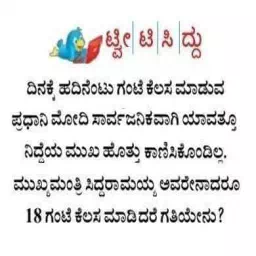 ಟ್ವೀಟಿಸಿದ್ದು
ದಿನಕ್ಕೆ ಹದಿನೆಂಟು ಗಂಟೆ ಕೆಲಸ ಮಾಡುವ
ಪ್ರಧಾನಿ ಮೋದಿ ಸಾರ್ವಜನಿಕವಾಗಿ ಯಾವತ್ತೂ
ನಿದ್ದೆಯ ಮುಖ ಹೊತ್ತು ಕಾಣಿಸಿಕೊಂಡಿಲ್ಲ.
ಮುಖ್ಯಮಂತ್ರಿ ಸಿದ್ದರಾಮಯ್ಯ ಅವರೇನಾದರೂ
18 ಗಂಟೆ ಕೆಲಸ ಮಾಡಿದರೆ ಗತಿಯೇನು?